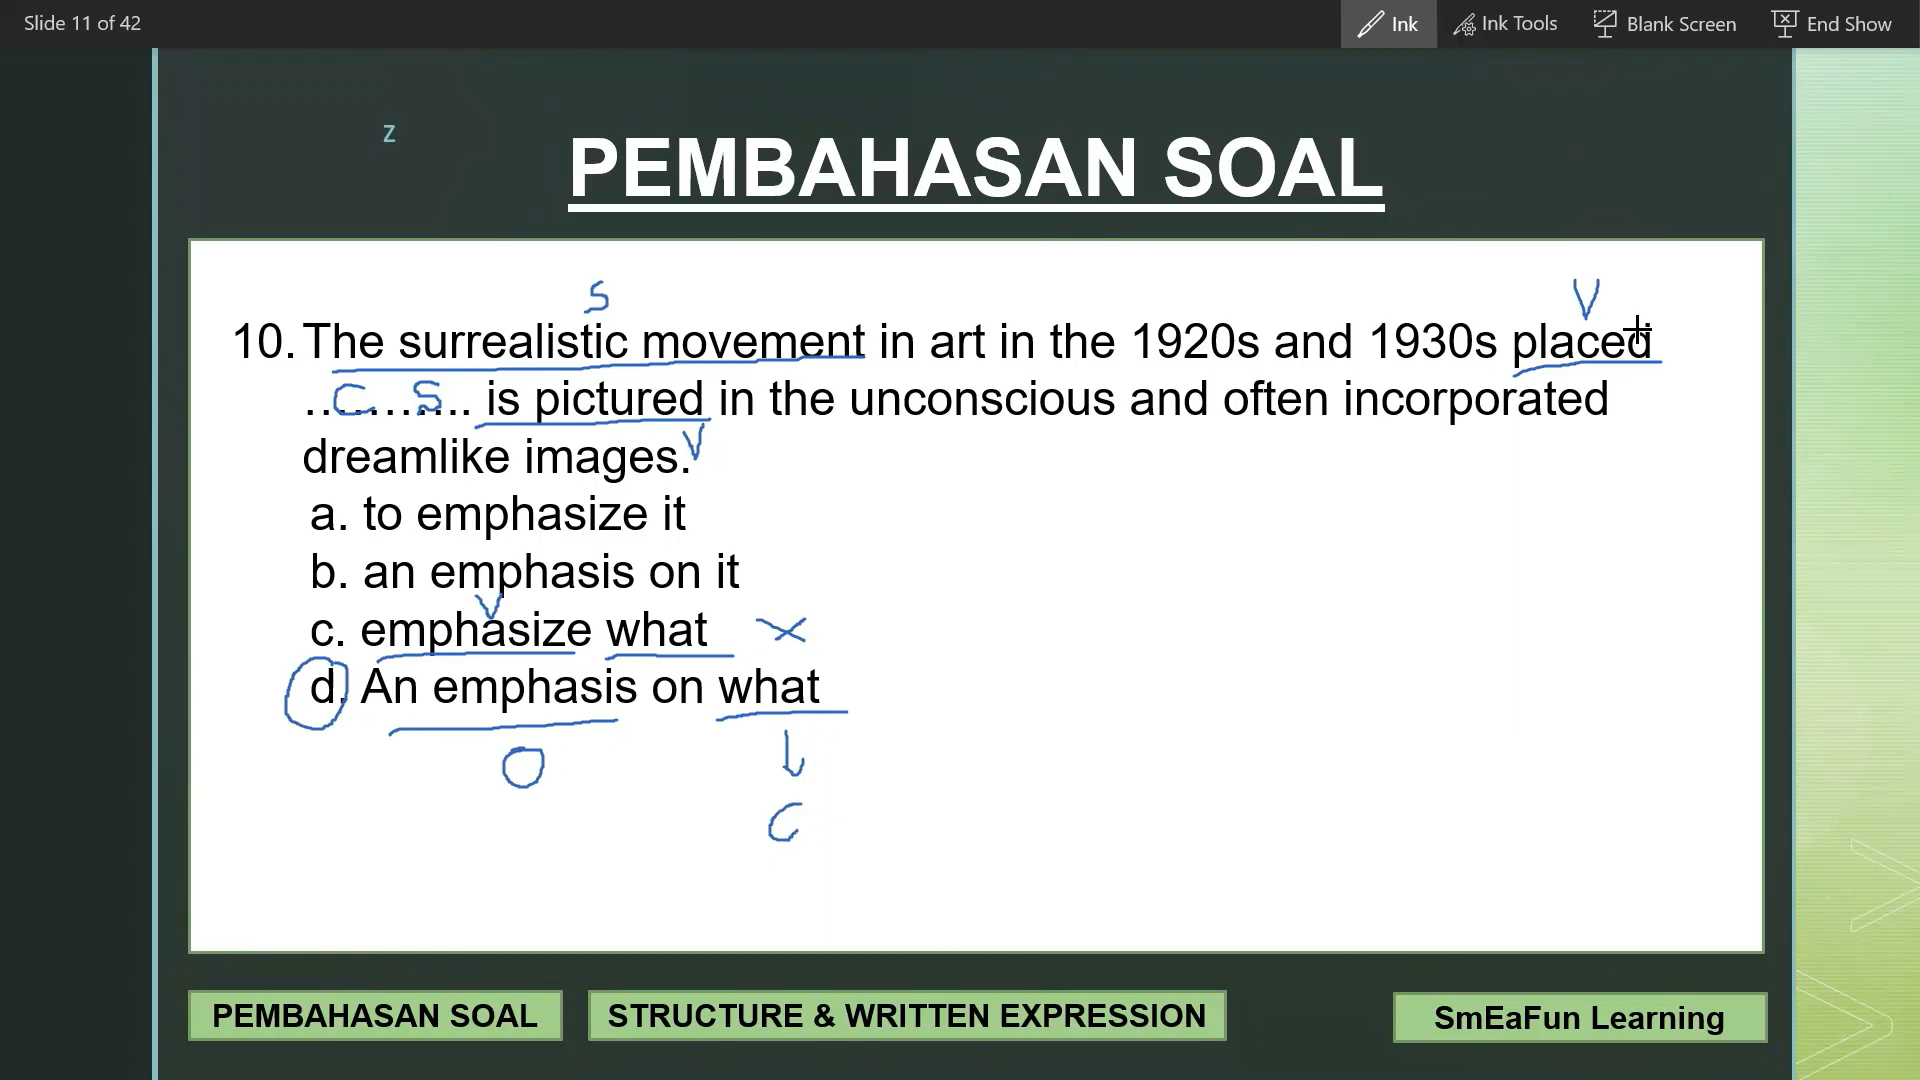 Slide 11 of 42
Ink
Ink Tools
Blank Screen
End Show
z
PEMBAHASAN SOAL
S
V
10. The surrealistic movement in art in the 1920s and 1930s placed
………... is pictured in the unconscious and often incorporated
C S
dreamlike images.
V
a. to emphasize it
b. an emphasis on it
V
c. emphasize what
d. An emphasis on what
O
C
PEMBAHASAN SOAL
STRUCTURE & WRITTEN EXPRESSION
SmEaFun Learning